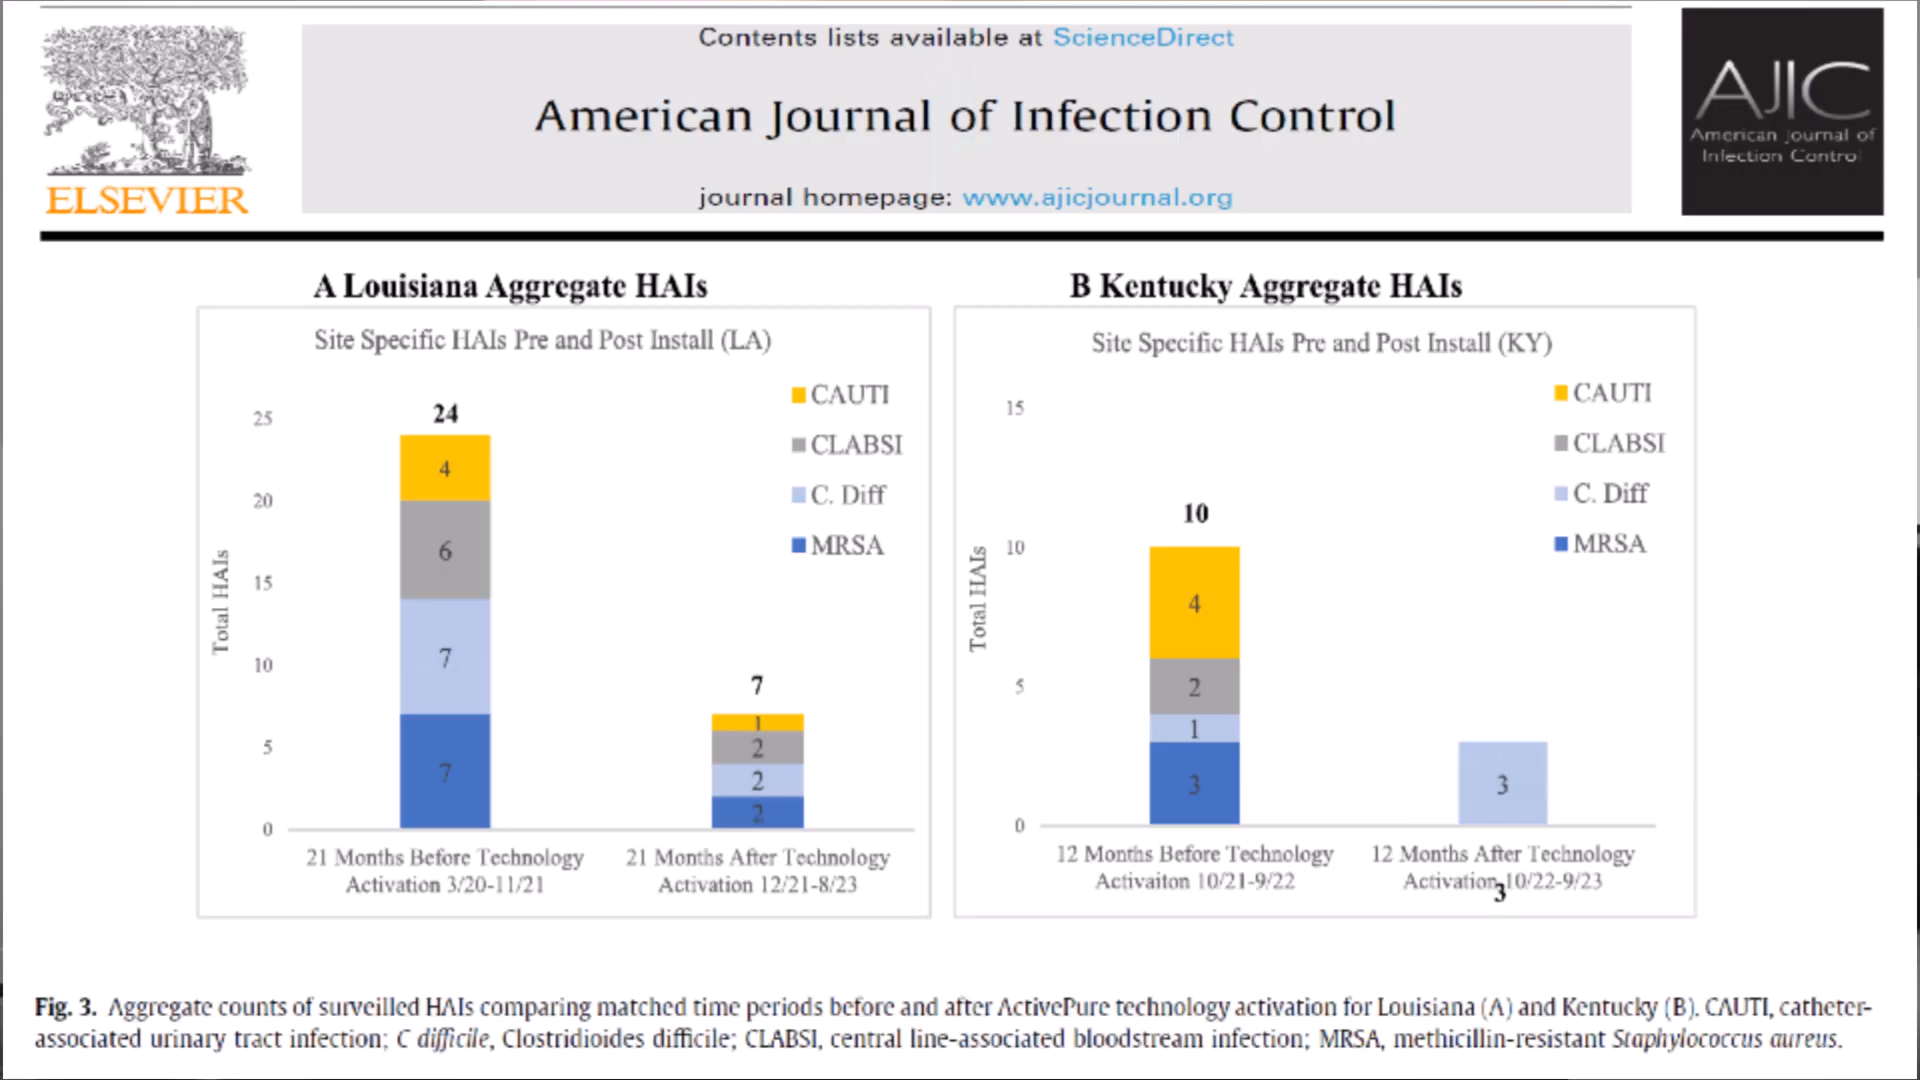 Contents lists available at ScienceDirect
American Journal of Infection Control
journal homepage: www.ajicjournal.org
ELSEVIER
AJIC
American Journal of
Infection Control
A Louisiana Aggregate HAIs
Site Specific HAIs Pre and Post Install (LA)
CAUTI
CLABSI
C. Diff
MRSA
Total HAIs
25
20
15
10
5
0
24
4
6
7
7
7
1
2
2
2
21 Months Before Technology
Activation 3/20-11/21
21 Months After Technology
Activation 12/21-8/23
B Kentucky Aggregate HAIs
Site Specific HAIs Pre and Post Install (KY)
CAUTI
CLABSI
C. Diff
MRSA
Total HAIs
15
10
5
0
10
4
2
1
3
3
12 Months Before Technology
Activaiton 10/21-9/22
12 Months After Technology
Activation 10/22-9/23
3
Fig. 3. Aggregate counts of surveilled HAIs comparing matched time periods before and after ActivePure technology activation for Louisiana (A) and Kentucky (B). CAUTI, catheter-
associated urinary tract infection; C difficile, Clostridioides difficile; CLABSI, central line-associated bloodstream infection; MRSA, methicillin-resistant Staphylococcus aureus.